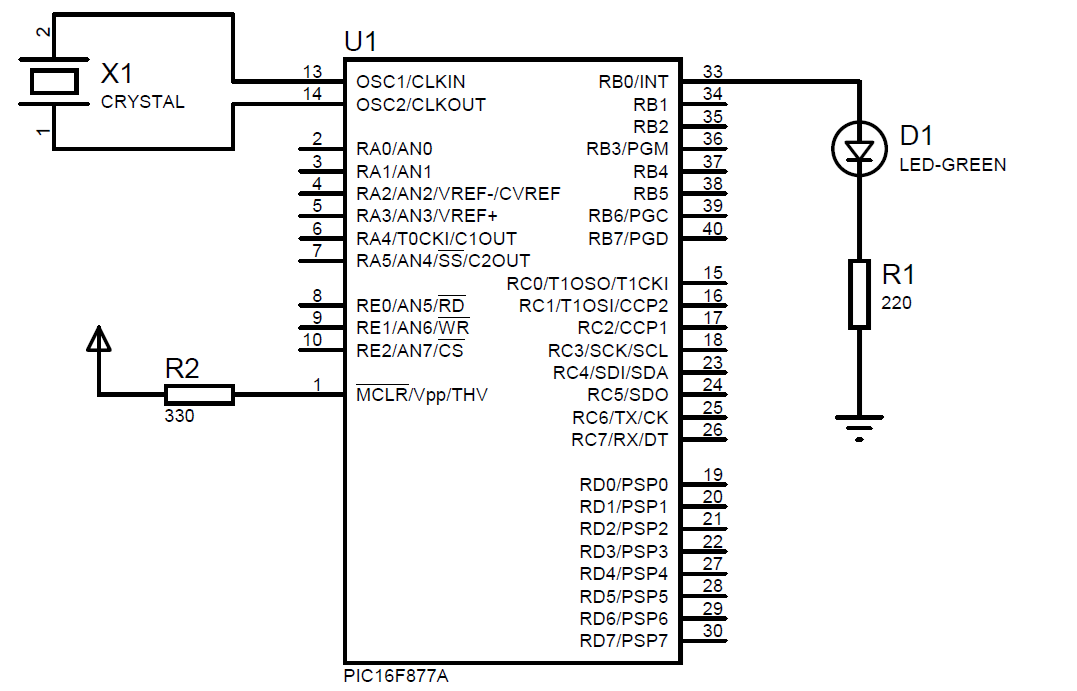 2
X1
CRYSTAL
1
U1
13 OSC1/CLKIN
14 OSC2/CLKOUT
2 RA0/AN0
3 RA1/AN1
4 RA2/AN2/VREF-/CVREF
5 RA3/AN3/VREF+
6 RA4/T0CKI/C1OUT
7 RA5/AN4/SS/C2OUT
8 RE0/AN5/RD
9 RE1/AN6/WR
10 RE2/AN7/CS
1 MCLR/Vpp/THV
R2
330
RB0/INT 33
RB1 34
RB2 35
RB3/PGM 36
RB4 37
RB5 38
RB6/PGC 39
RB7/PGD 40
RC0/T1OSO/T1CKI 15
RC1/T1OSI/CCP2 16
RC2/CCP1 17
RC3/SCK/SCL 18
RC4/SDI/SDA 23
RC5/SDO 24
RC6/TX/CK 25
RC7/RX/DT 26
RD0/PSP0 19
RD1/PSP1 20
RD2/PSP2 21
RD3/PSP3 22
RD4/PSP4 27
RD5/PSP5 28
RD6/PSP6 29
RD7/PSP7 30
PIC16F877A
D1
LED-GREEN
R1
220